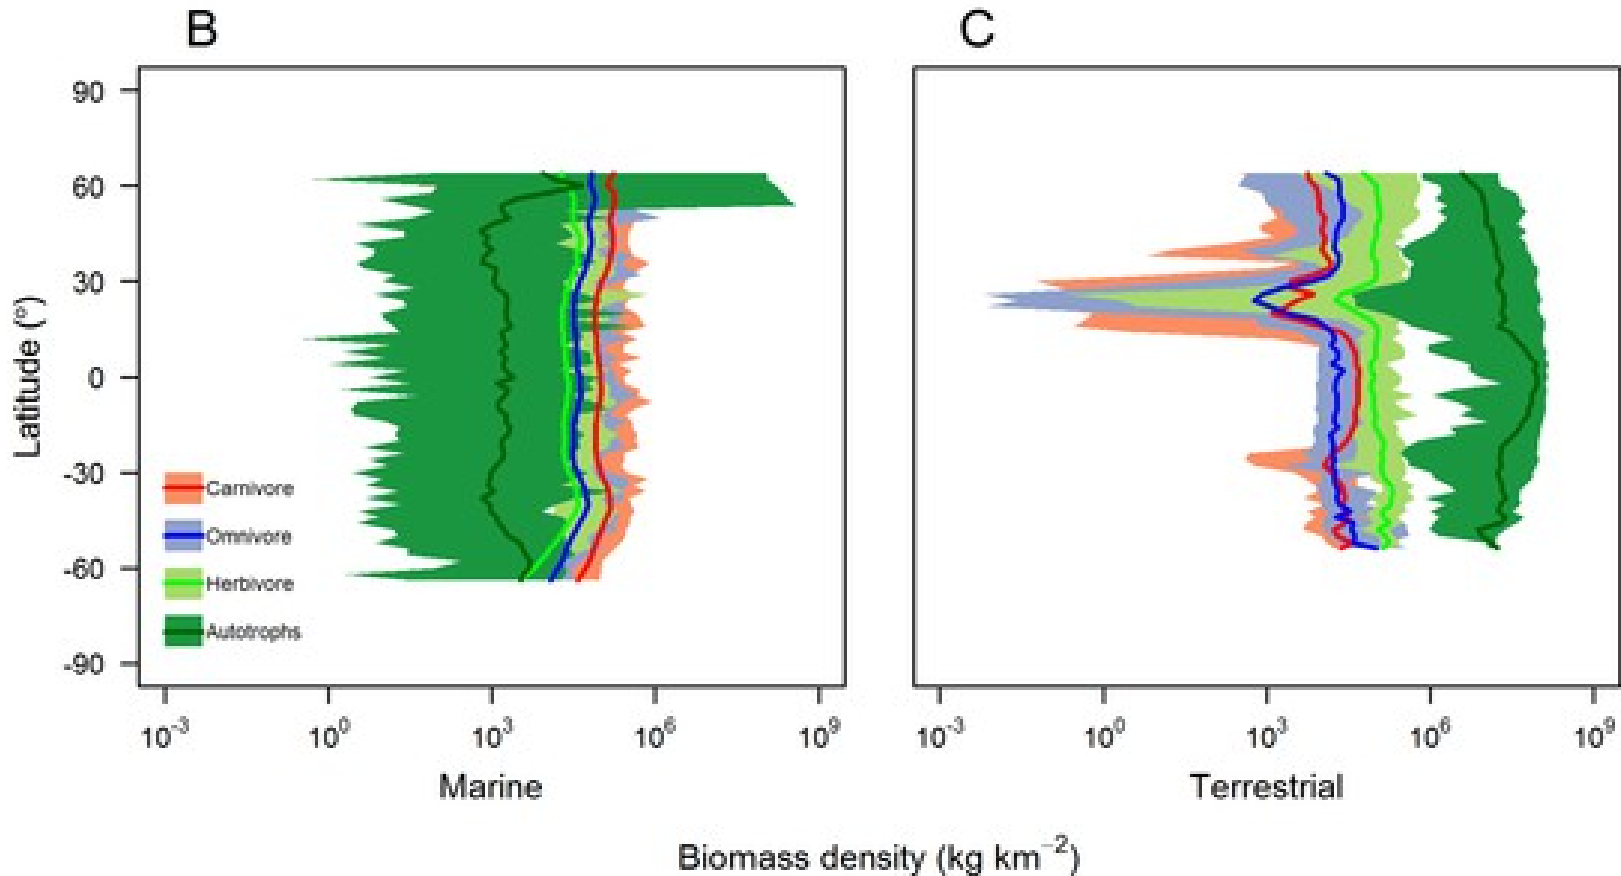 B
C
90
60
30
0
-30
-60
-90
Latitude (°)
Carnivore
Omnivore
Herbivore
Autotrophs
10⁻³ 10⁰ 10³ 10⁶ 10⁹
10⁻³ 10⁰ 10³ 10⁶ 10⁹
Marine
Terrestrial
Biomass density (kg km⁻²)